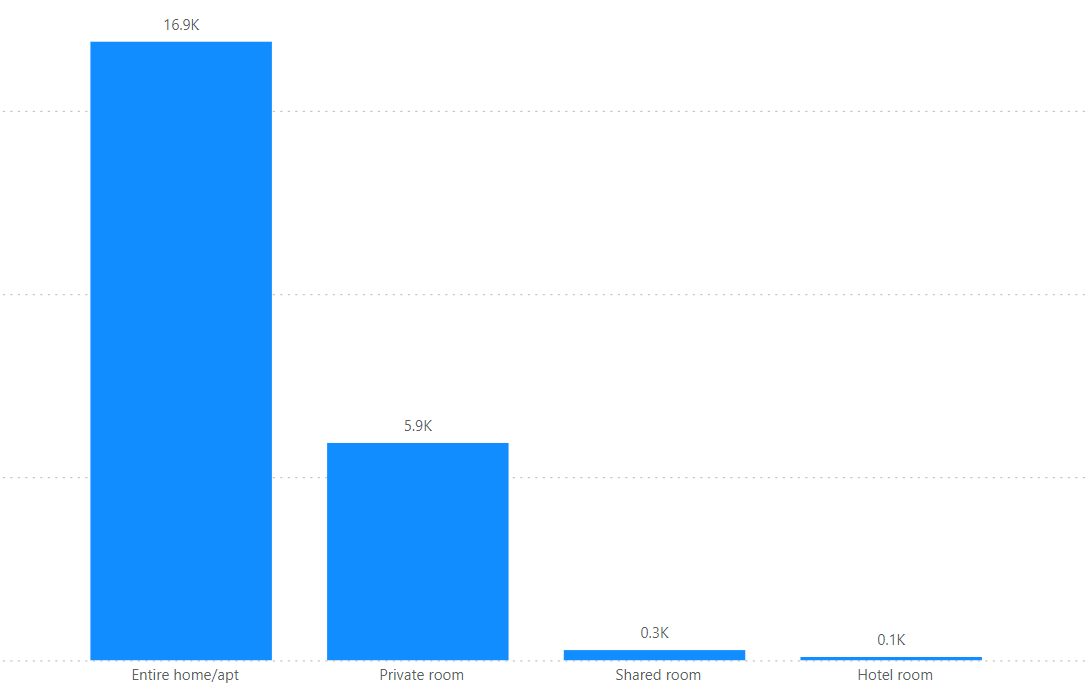 16.9K
5.9K
0.3K
0.1K
Entire home/apt
Private room
Shared room
Hotel room